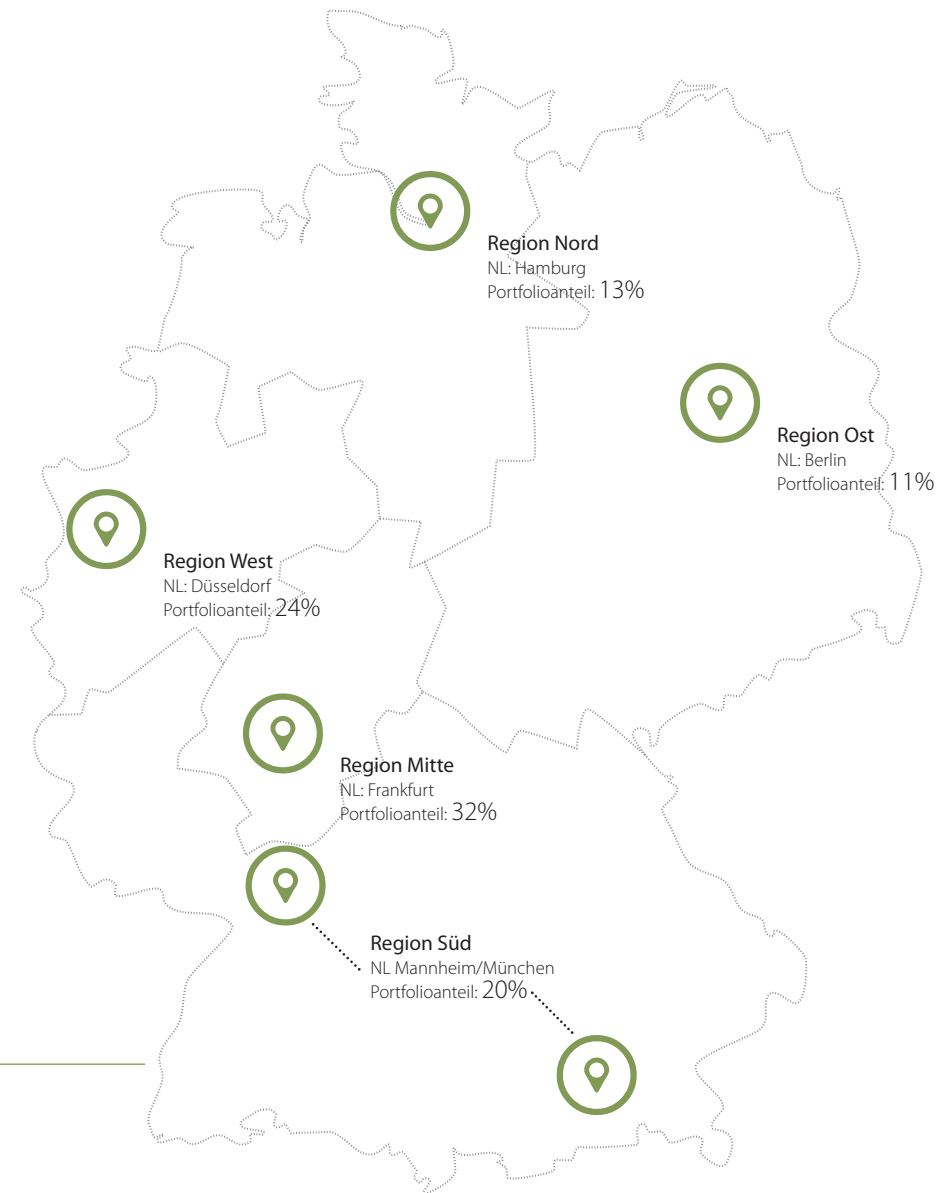 Region Nord
NL: Hamburg
Portfolioanteil: 13%
Region Ost
NL: Berlin
Portfolioanteil: 11%
Region West
NL: Düsseldorf
Portfolioanteil: 24%
Region Mitte
NL: Frankfurt
Portfolioanteil: 32%
Region Süd
NL Mannheim/München
Portfolioanteil: 20%